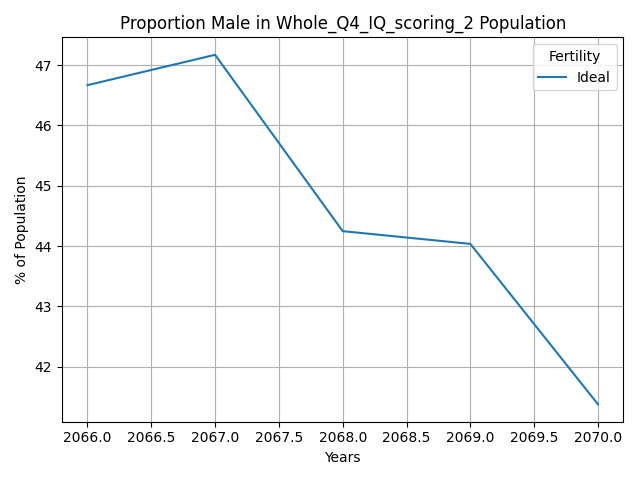 Proportion Male in Whole_Q4_IQ_scoring_2 Population
Fertility
Ideal
47
46
45
44
43
42
% of Population
2066.0 2066.5 2067.0 2067.5 2068.0 2068.5 2069.0 2069.5 2070.0
Years